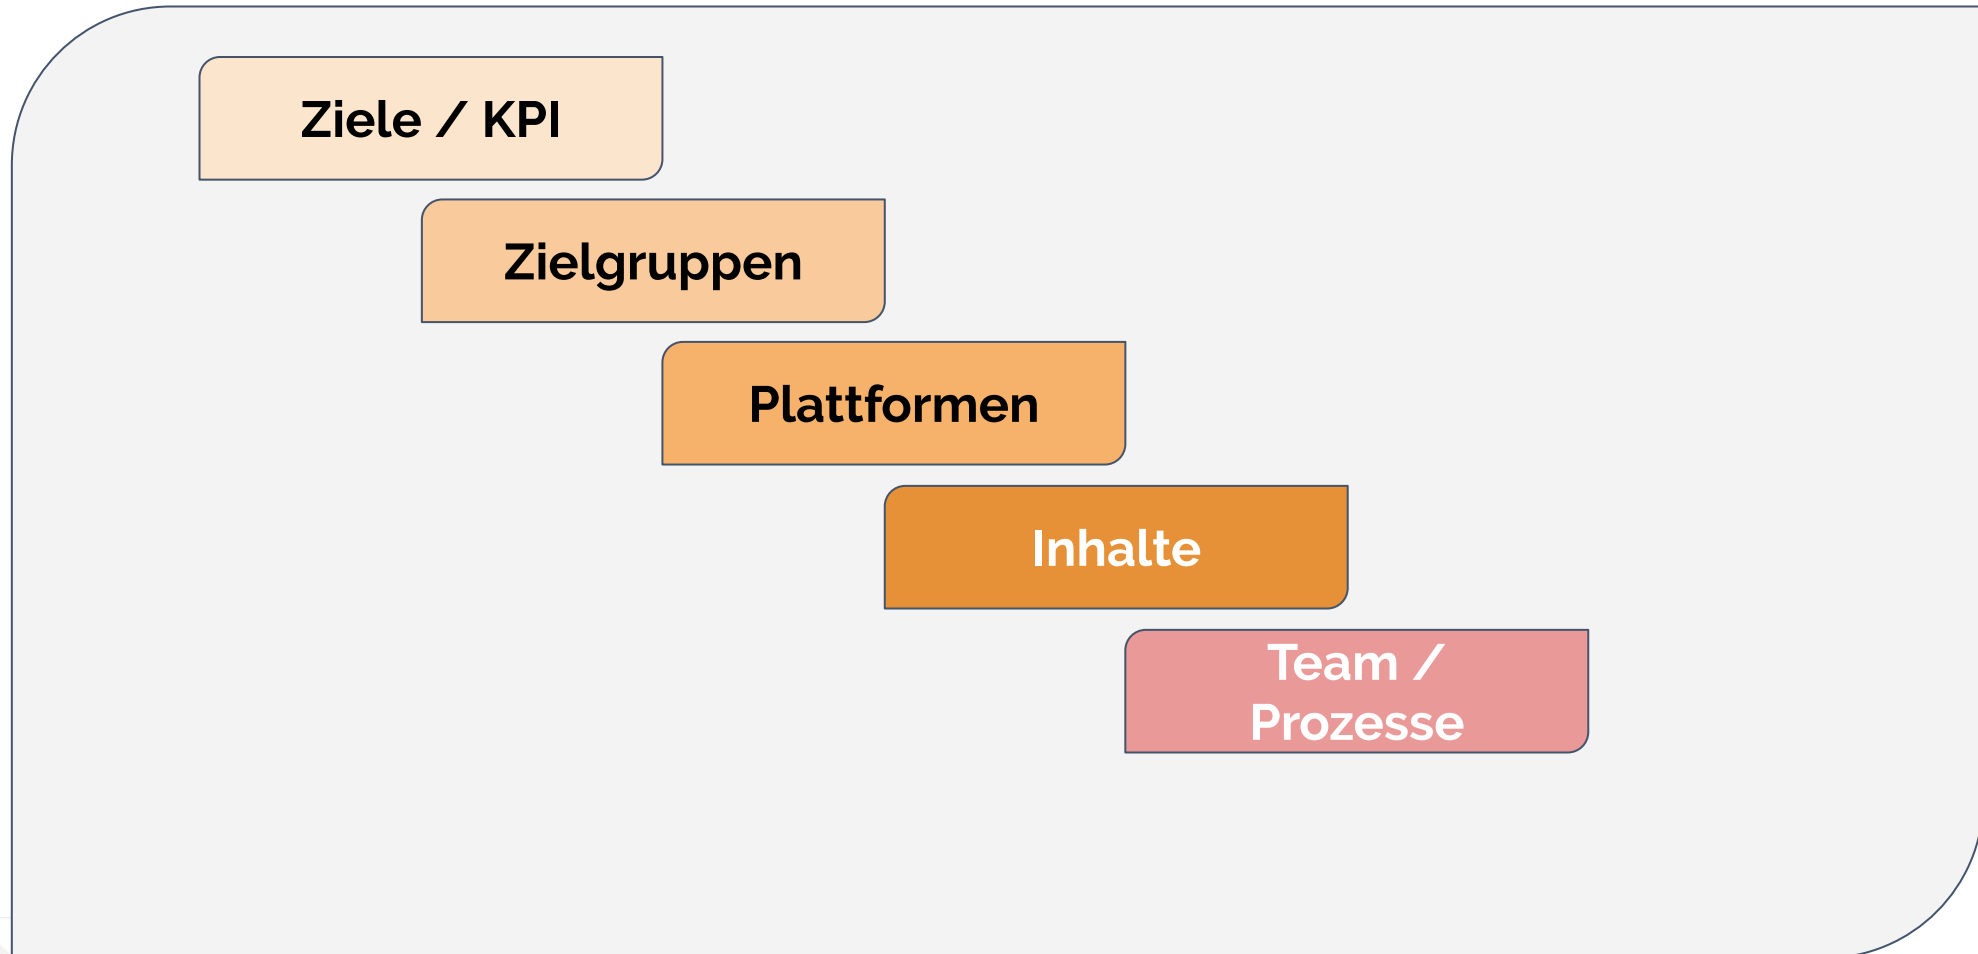 Ziele / KPI
Zielgruppen
Plattformen
Inhalte
Team /
Prozesse